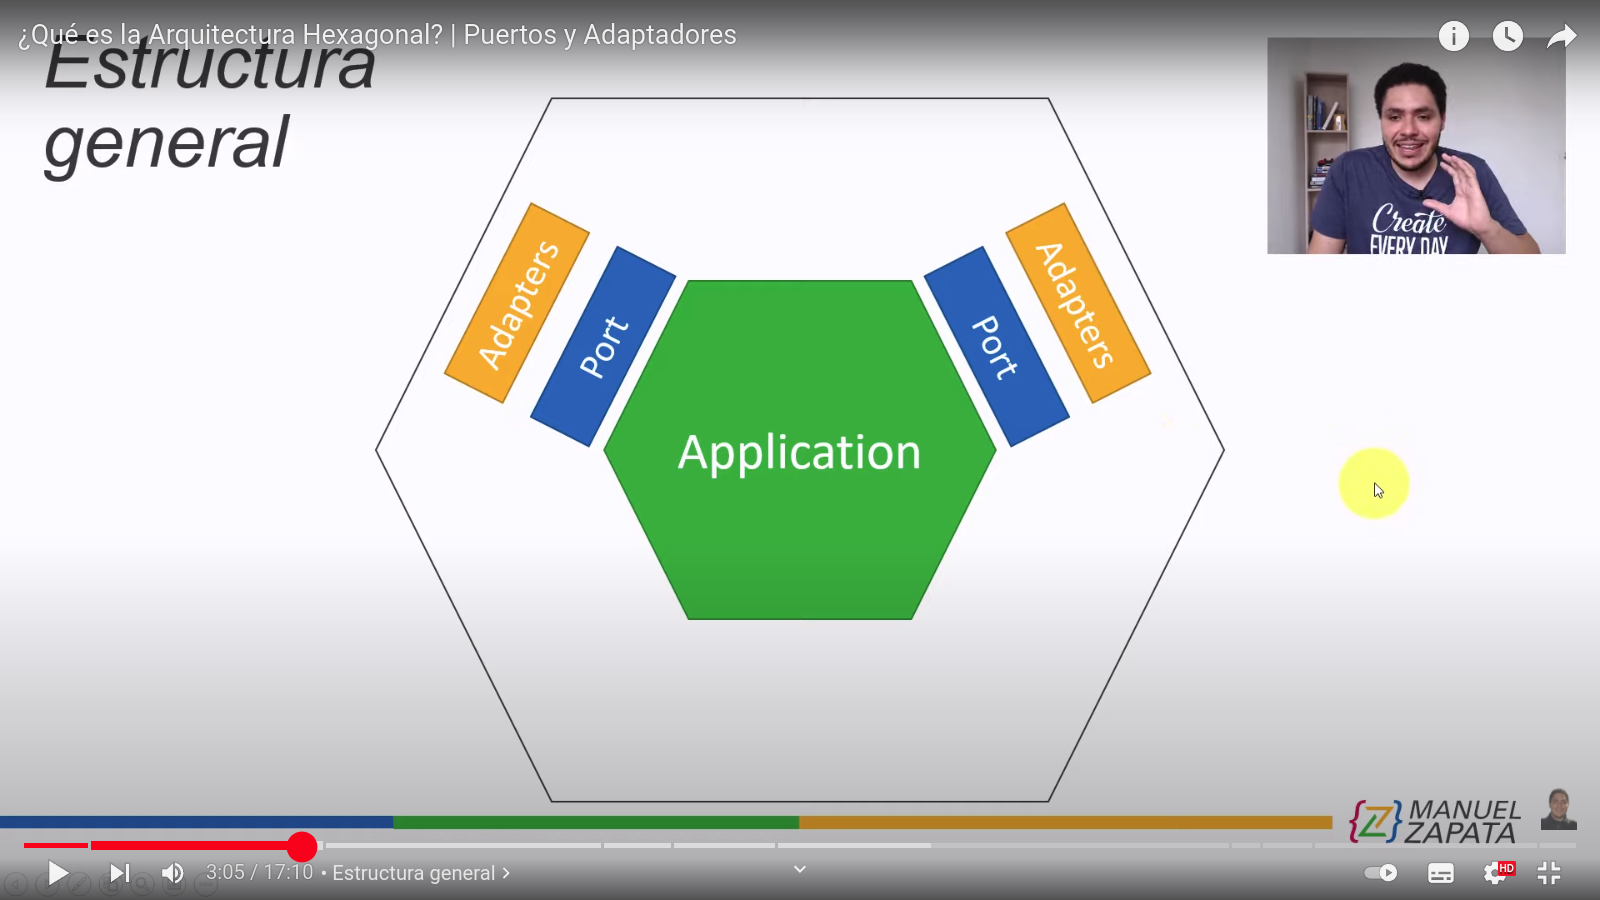 ¿Qué es la Arquitectura Hexagonal? | Puertos y Adaptadores
Estructura
general
Adapters
Port
Port
Adapters
Application
Create
EVERY DAY
MANUEL
ZAPATA
3:05 / 17:10 • Estructura general
HD